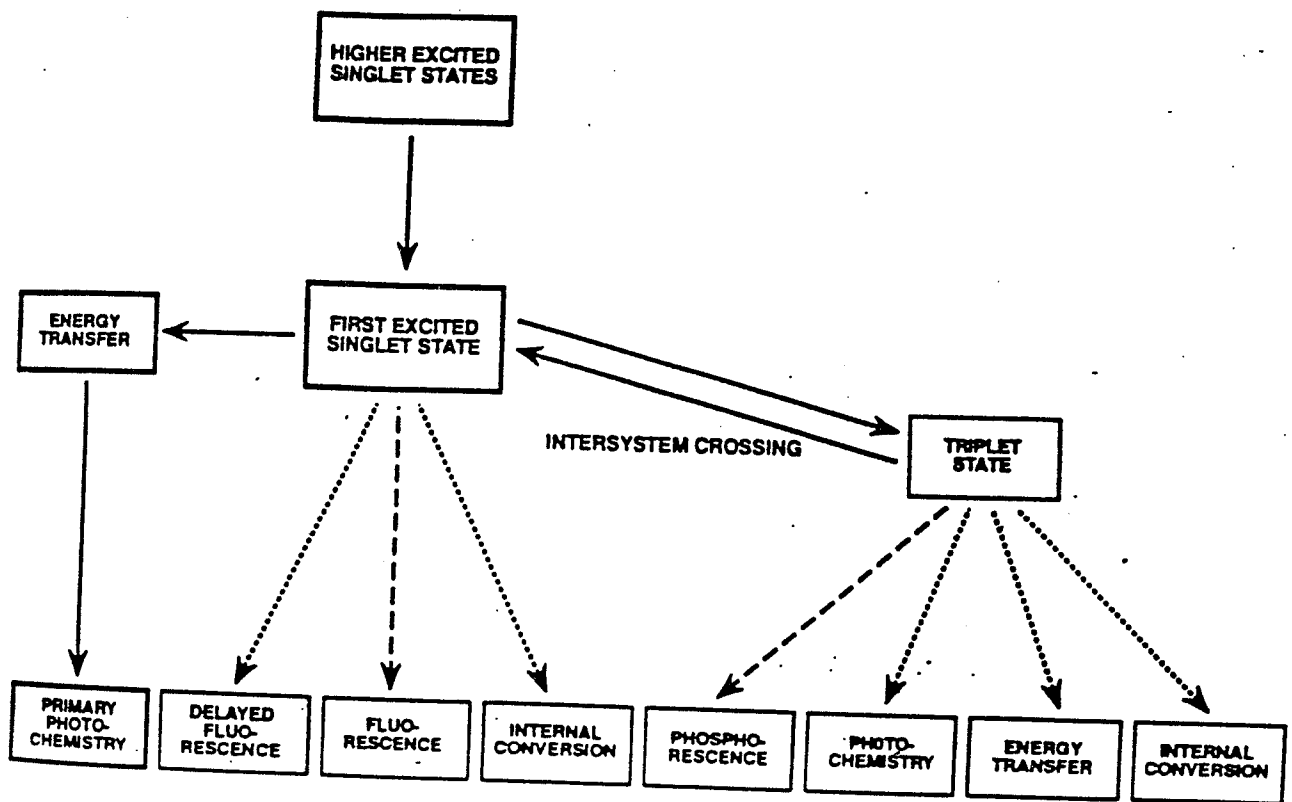 HIGHER EXCITED
SINGLET STATES
ENERGY
TRANSFER
FIRST EXCITED
SINGLET STATE
INTERSYSTEM CROSSING
TRIPLET
STATE
PRIMARY
PHOTO-
CHEMISTRY
DELAYED
FLUO-
RESCENCE
FLUO-
RESCENCE
INTERNAL
CONVERSION
PHOSPHO-
RESCENCE
PHOTO-
CHEMISTRY
ENERGY
TRANSFER
INTERNAL
CONVERSION